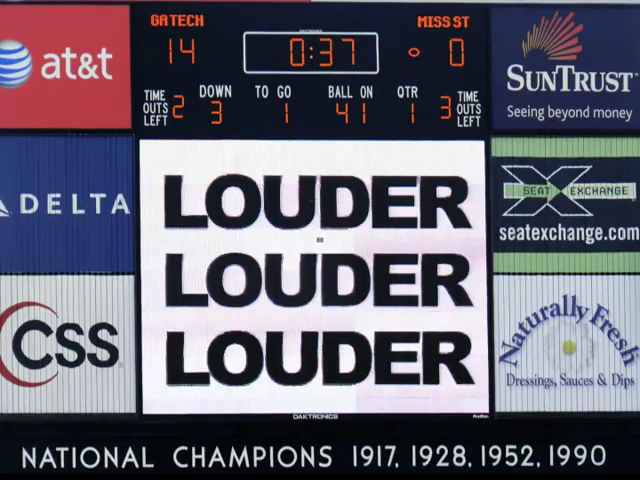 GATECH
MISS ST
14
0:37
0
TIME OUTS LEFT 2
DOWN 3
TO GO 1
BALL ON 41
QTR 1
3 TIME OUTS LEFT
at&t
SUNTRUST
Seeing beyond money
DELTA
LOUDER
LOUDER
LOUDER
SEAT EXCHANGE
seatexchange.com
CSS
Naturally Fresh
Dressings, Sauces & Dips
DAKTRONICS
NATIONAL CHAMPIONS 1917, 1928, 1952, 1990